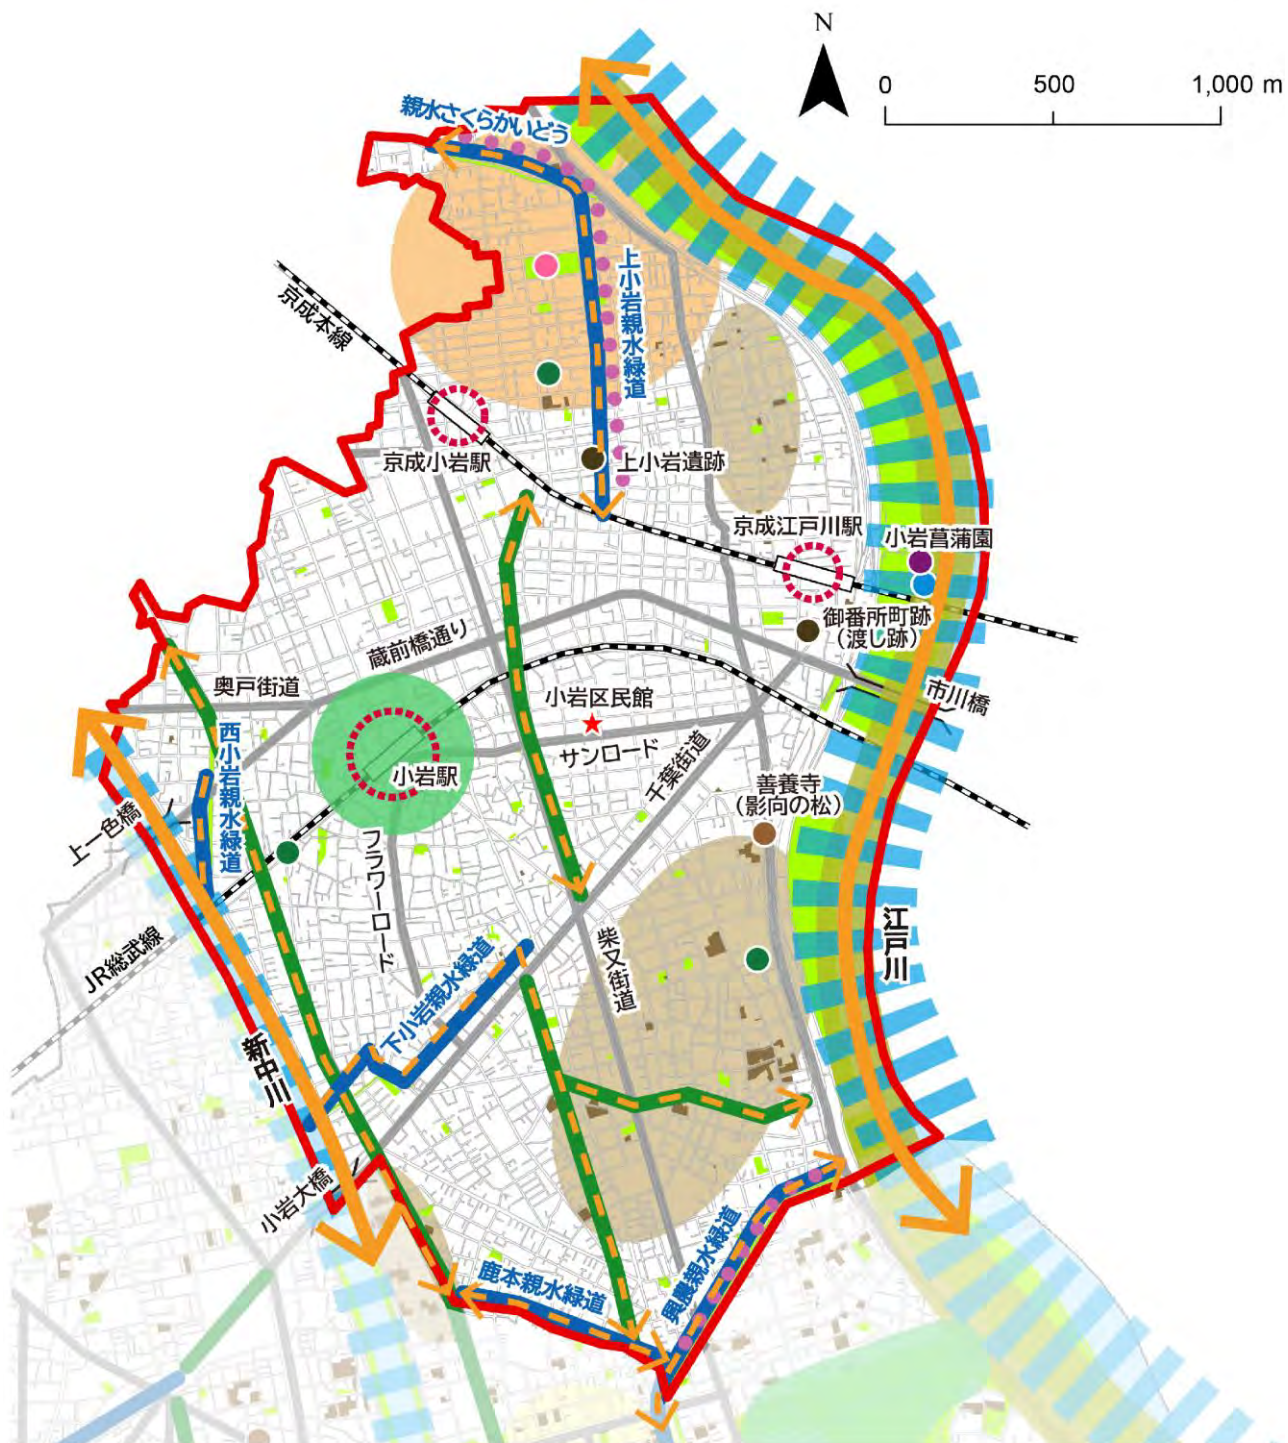 N
0 500 1,000 m
親水さくらかいどう
上小岩親水緑道
京成本線
京成小岩駅
上小岩遺跡
京成江戸川駅
小岩菖蒲園
御番所町跡
(渡し跡)
蔵前橋通り
奥戸街道
小岩区民館
市川橋
サンロード
西小岩親水緑道
小岩駅
千葉街道
善養寺
(影向の松)
上一色橋
フラワーロード
江戸川
JR総武線
柴又街道
下小岩親水緑道
新中川
小岩大橋
鹿本親水緑道
興農親水緑道